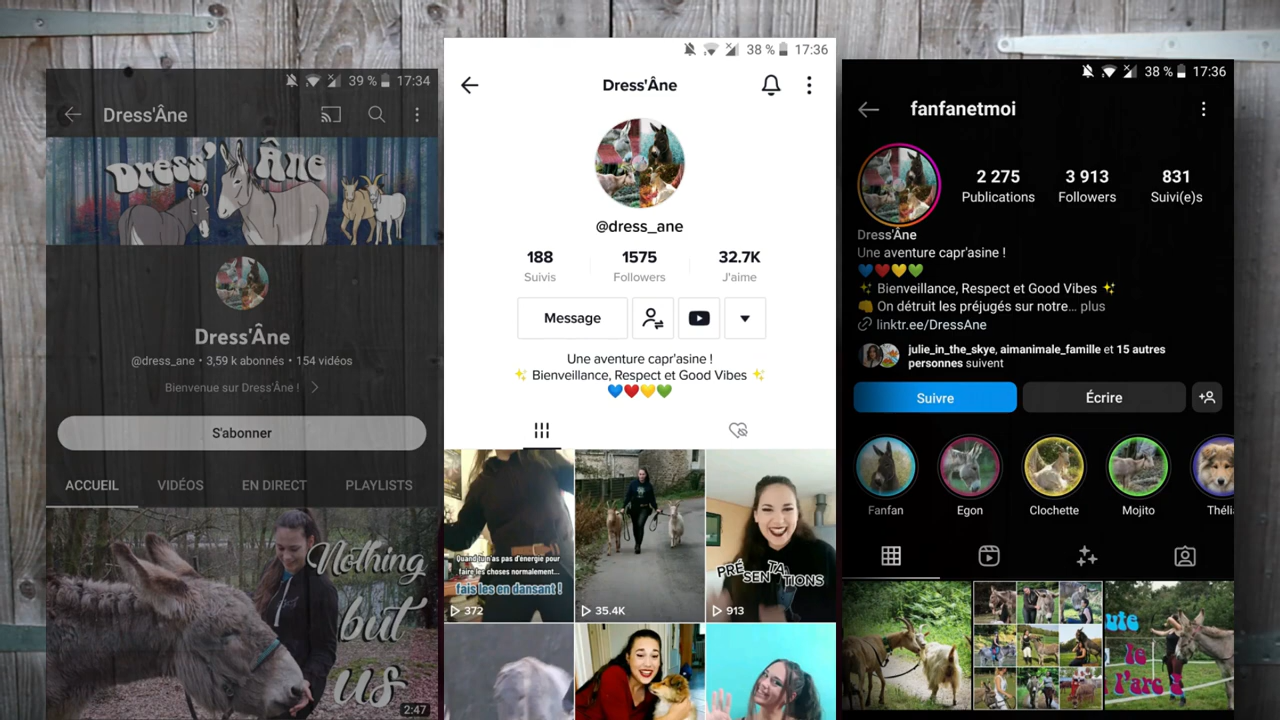 39 % 17:34
Dress'Âne
Dress' Âne
Dress'Âne
@dress_ane • 3,59 k abonnés • 154 vidéos
Bienvenue sur Dress'Âne !
S'abonner
ACCUEIL VIDÉOS EN DIRECT PLAYLISTS
Nothing
but
us
2:47
38 % 17:36
Dress'Âne
@dress_ane
188 1575 32.7K
Suivis Followers J'aime
Message
Une aventure capr'asine !
✨ Bienveillance, Respect et Good Vibes ✨
💙❤️💛💚
Quand tu n'as pas d'énergie pour
faire les choses normalement...
fais les en dansant !
372
35.4K
PRÉ
SEN TA
TIONS
913
38 % 17:36
fanfanetmoi
2 275 3 913 831
Publications Followers Suivi(e)s
Dress'Âne
Une aventure capr'asine !
💙❤️💛💚
✨ Bienveillance, Respect et Good Vibes ✨
👊 On détruit les préjugés sur notre... plus
linktr.ee/DressAne
julie_in_the_skye, aimanimale_famille et 15 autres
personnes suivent
Suivre Écrire
Fanfan Egon Clochette Mojito Théli
le
l'arc